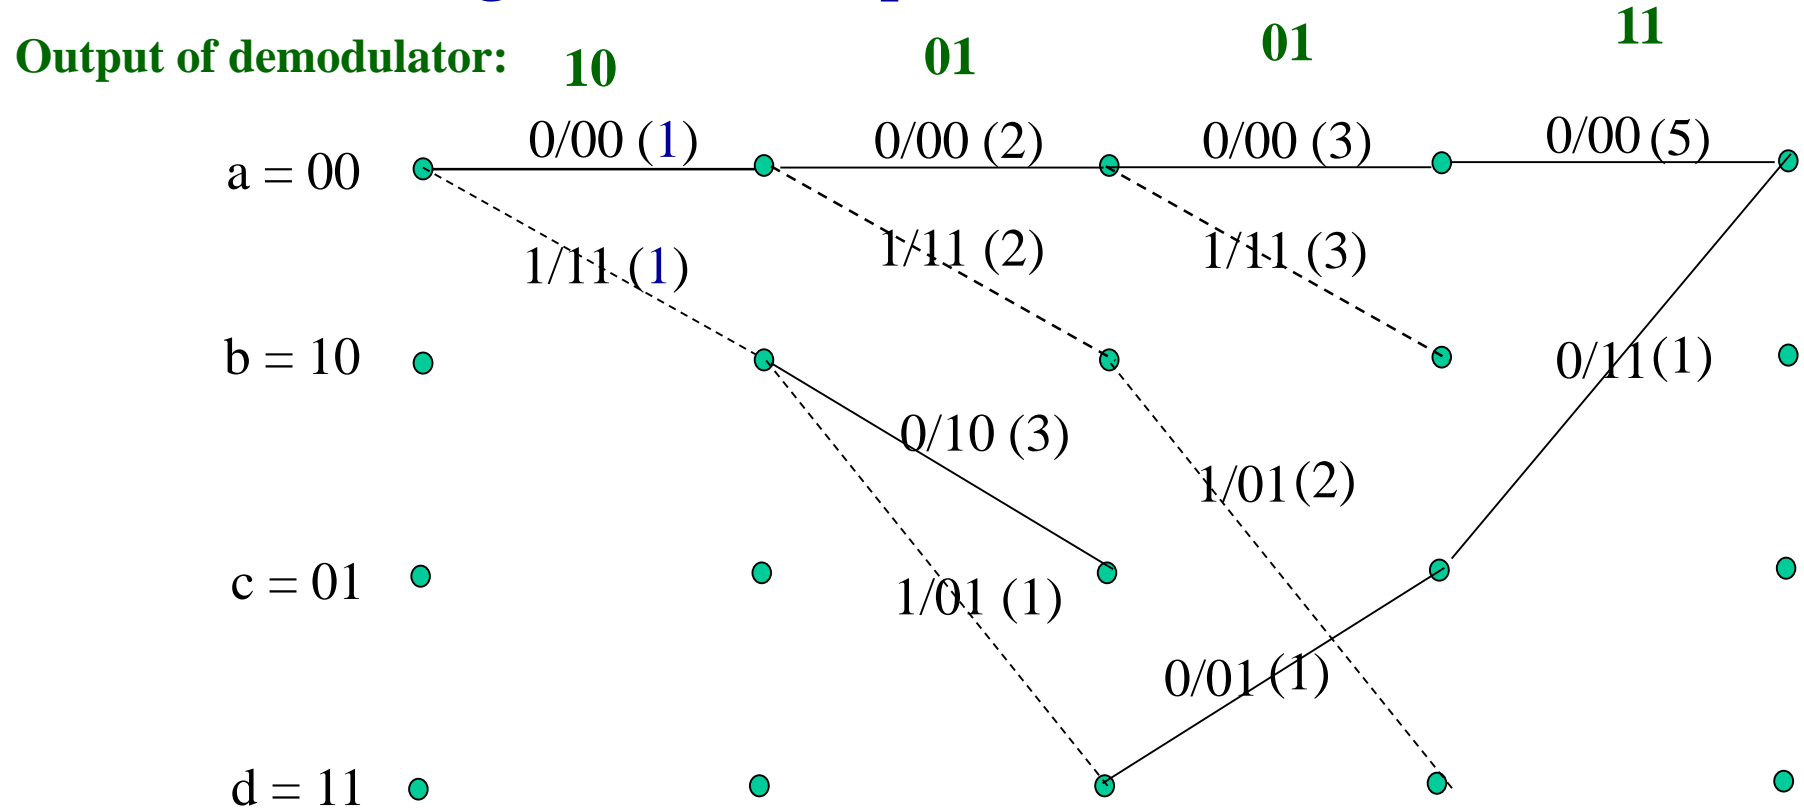 Output of demodulator: 10 01 01 11
0/00 (1) 0/00 (2) 0/00 (3) 0/00 (5)
a = 00
1/11 (1) 1/11 (2) 1/11 (3)
b = 10 0/11 (1)
0/10 (3)
1/01 (2)
c = 01 1/01 (1)
0/01 (1)
d = 11